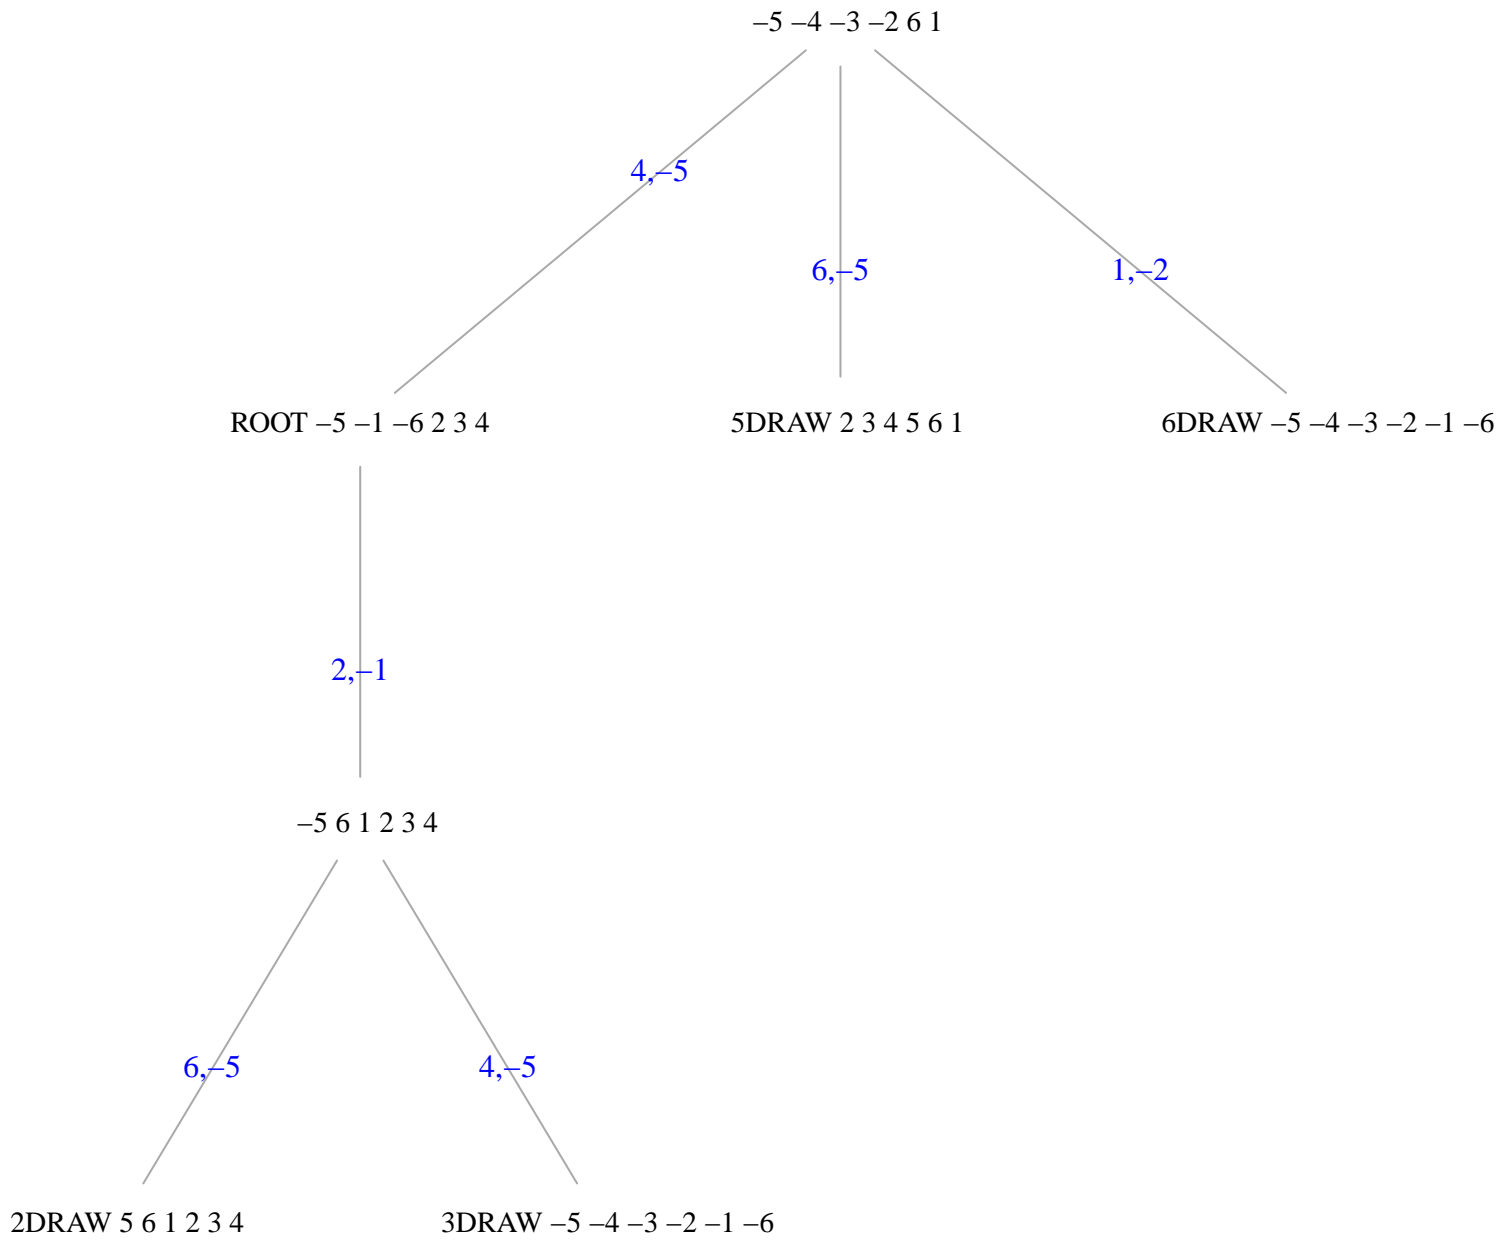 –5 –4 –3 –2 6 1
4,–5
6,–5
1,–2
ROOT –5 –1 –6 2 3 4
5DRAW 2 3 4 5 6 1
6DRAW –5 –4 –3 –2 –1 –6
2,–1
–5 6 1 2 3 4
6,–5
4,–5
2DRAW 5 6 1 2 3 4
3DRAW –5 –4 –3 –2 –1 –6